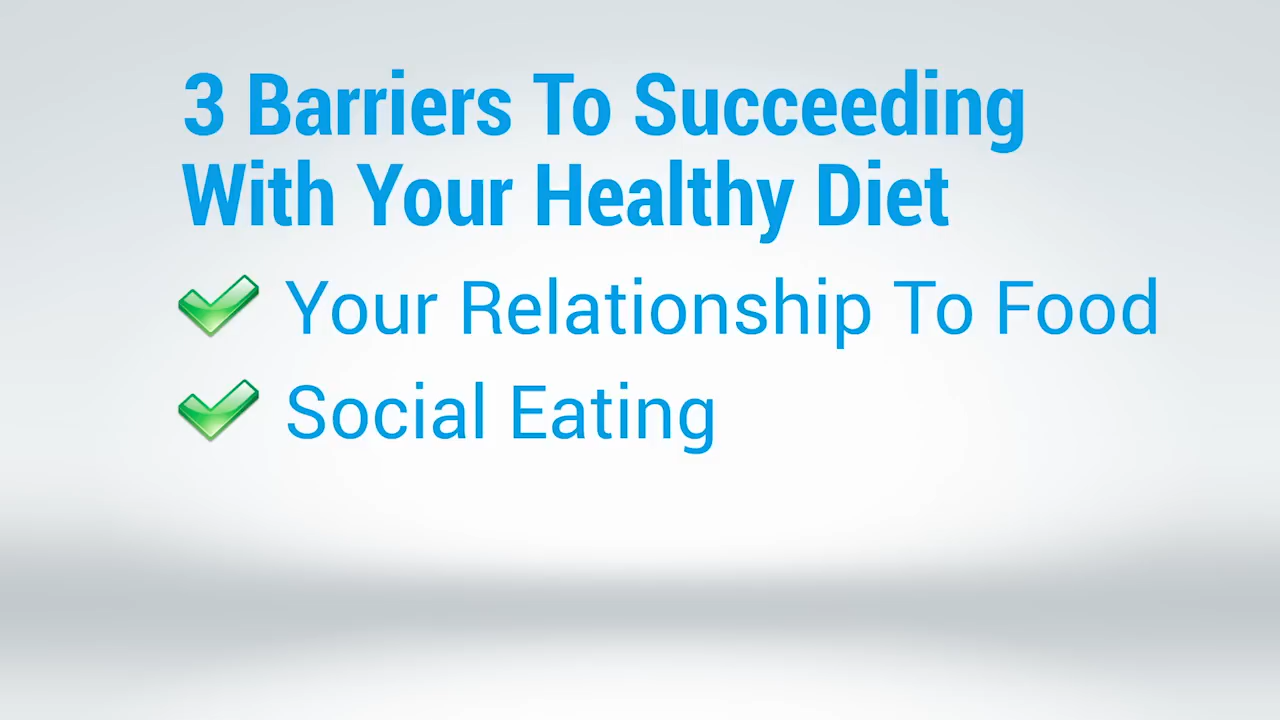 3 Barriers To Succeeding
With Your Healthy Diet
Your Relationship To Food
Social Eating